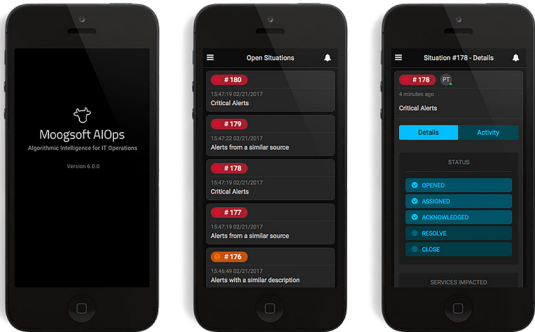 Moogsoft AIOps
Algorithmic Intelligence for IT Operations
Version 6.0.0
Open Situations
# 180
15:47:19 02/21/2017
Critical Alerts
# 179
15:47:22 02/21/2017
Alerts from a similar source
# 178
15:47:19 02/21/2017
Critical Alerts
# 177
15:47:19 02/21/2017
Alerts from a similar source
# 176
15:46:49 02/21/2017
Alerts with a similar description
Situation #178 - Details
# 178 PT
4 minutes ago
Critical Alerts
Details Activity
STATUS
OPENED
ASSIGNED
ACKNOWLEDGED
RESOLVE
CLOSE
SERVICES IMPACTED